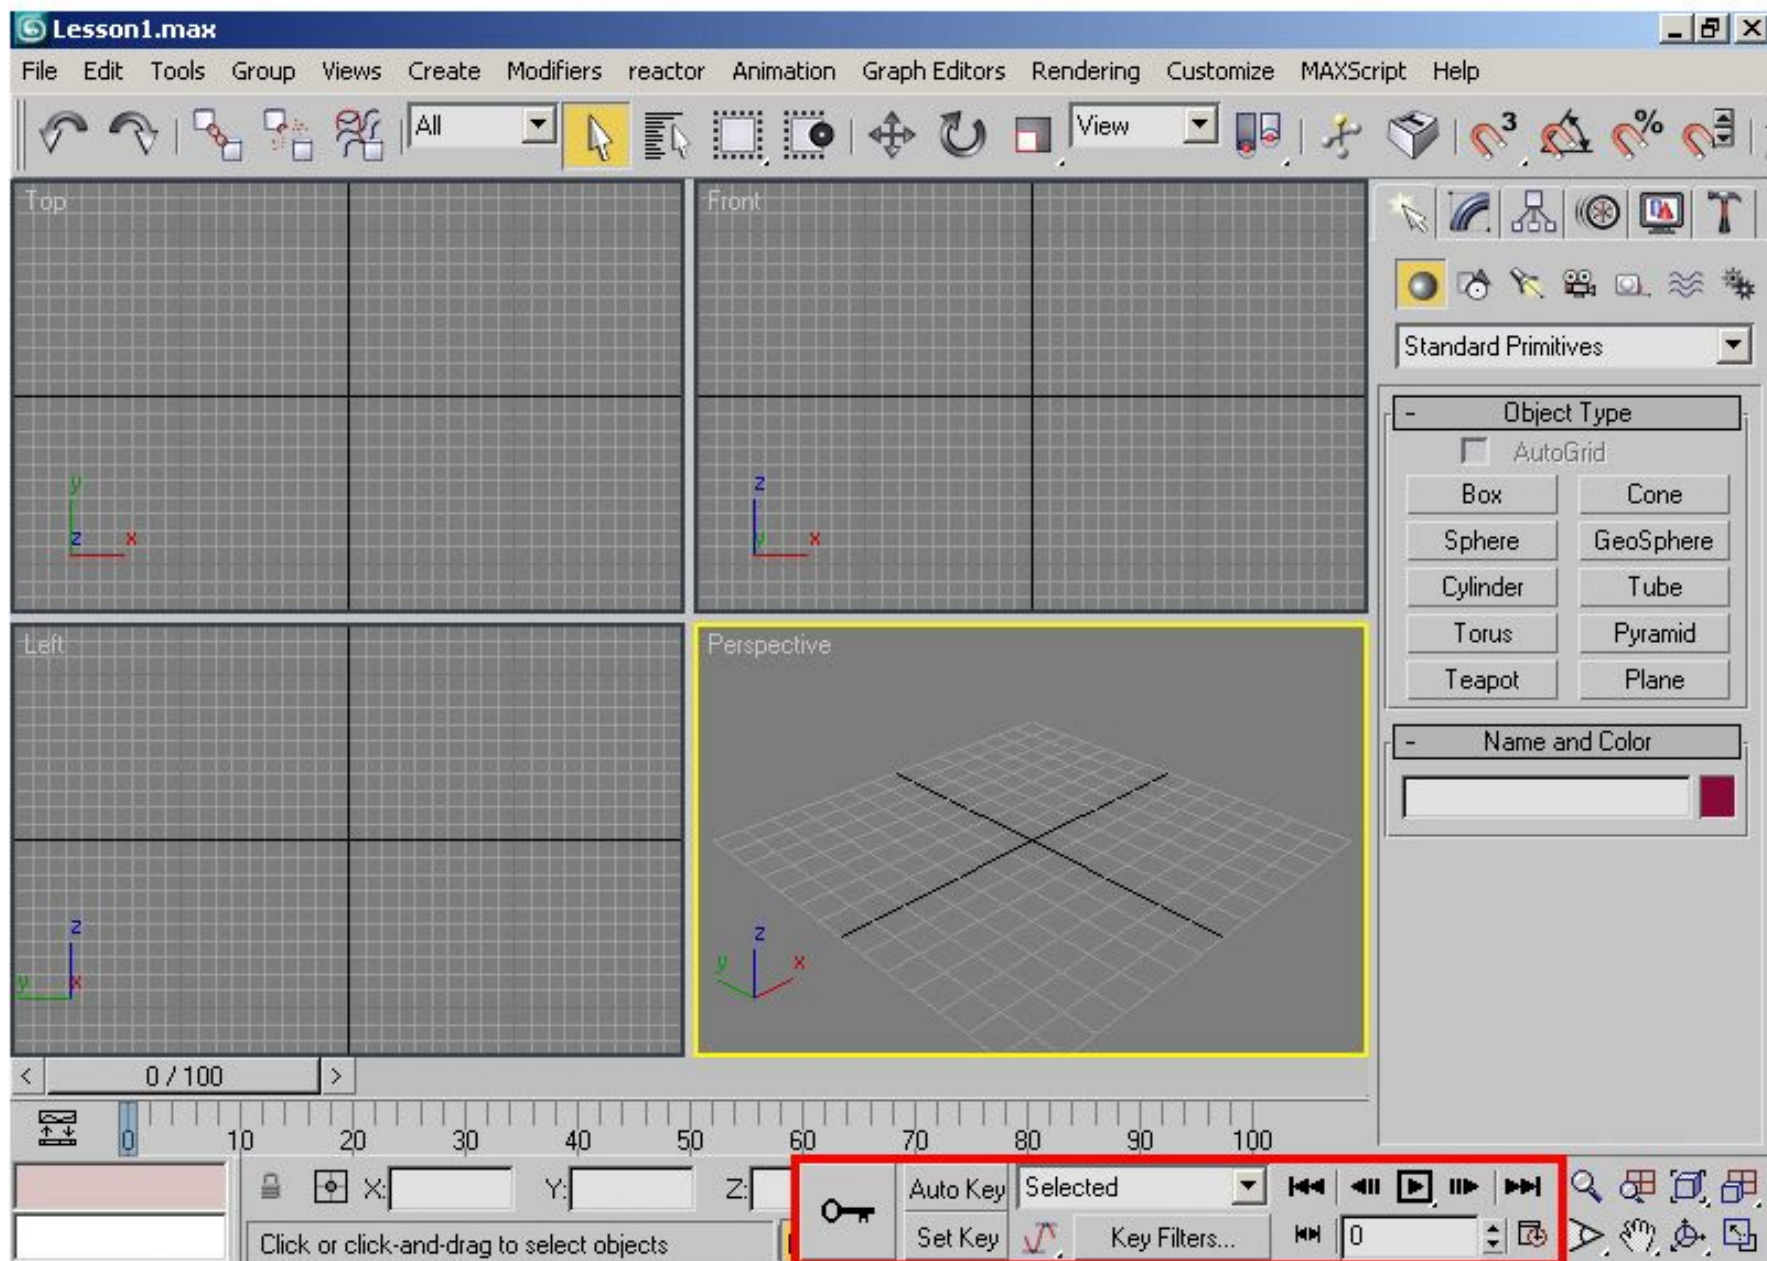 Lesson1.max
File Edit Tools Group Views Create Modifiers reactor Animation Graph Editors Rendering Customize MAXScript Help
All View 3 %
Top
y
z x
Front
z
y x
Left
z
y x
Perspective
z
y x
Standard Primitives
- Object Type
AutoGrid
Box Cone
Sphere GeoSphere
Cylinder Tube
Torus Pyramid
Teapot Plane
- Name and Color
< 0 / 100 >
0 10 20 30 40 50 60 70 80 90 100
X: Y: Z:
Click or click-and-drag to select objects
Auto Key Selected
Set Key Key Filters... 0